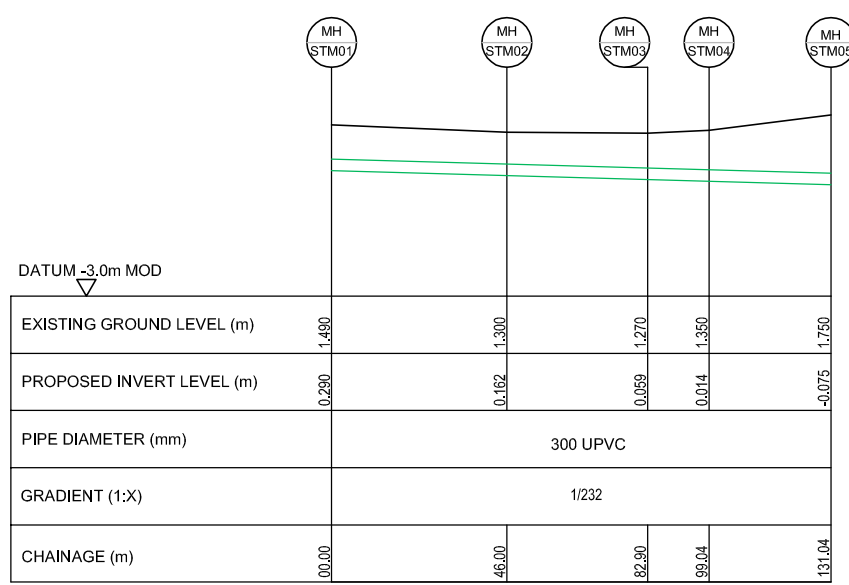 MH
STM01
MH
STM02
MH
STM03
MH
STM04
MH
STM05
DATUM -3.0m MOD
EXISTING GROUND LEVEL (m)
1.490
1.300
1.270
1.350
1.750
PROPOSED INVERT LEVEL (m)
0.290
0.162
0.059
0.014
-0.075
PIPE DIAMETER (mm)
300 UPVC
GRADIENT (1:X)
1/232
CHAINAGE (m)
00.00
46.00
82.90
99.04
131.04